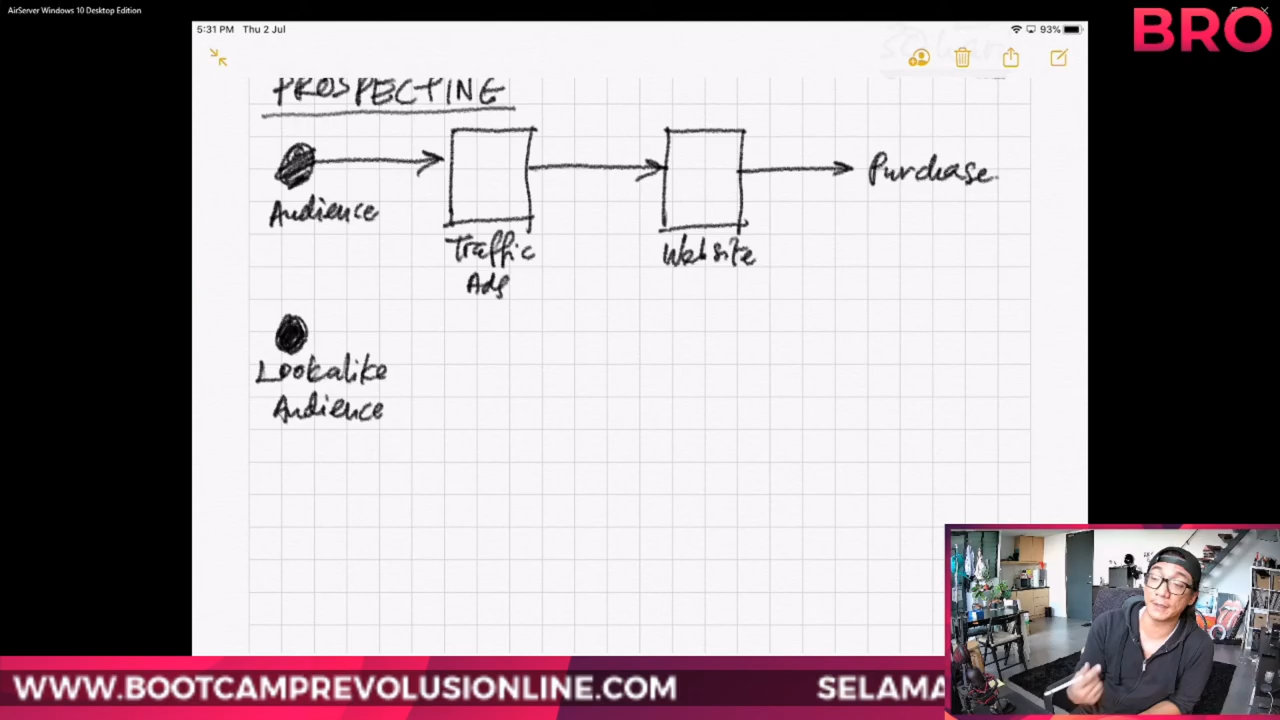 AirServer Windows 10 Desktop Edition
BRO
5:31 PM Thu 2 Jul
93%
PROSPECTINE
Purchase.
Audience
Traffic
Ads
Website
Lookalike
Audience
WWW.BOOTCAMPREVOLUSIONLINE.COM
SELAMA